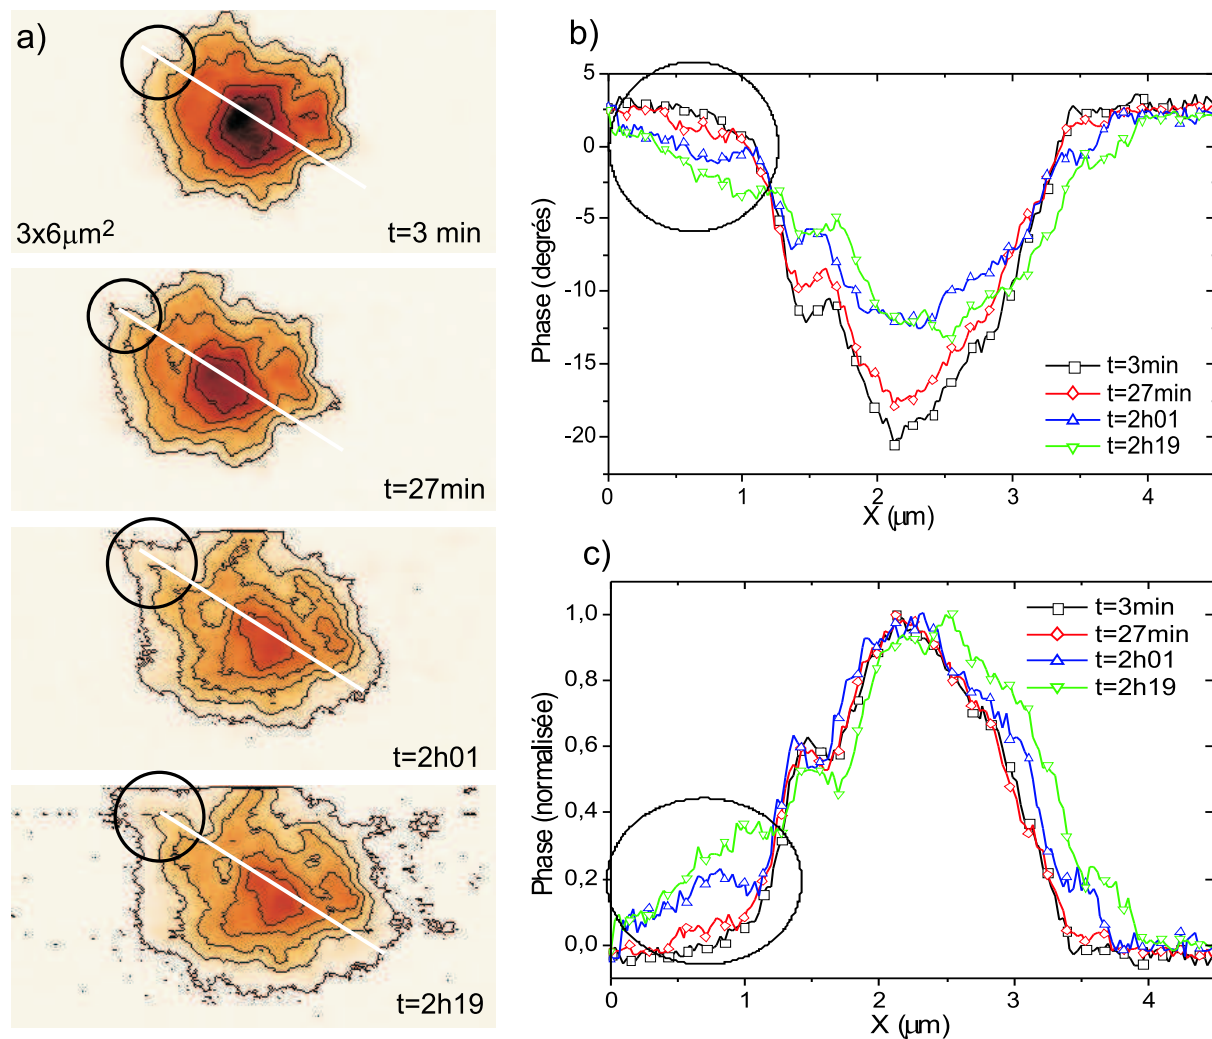 a)
3x6µm²
t=3 min
t=27min
t=2h01
t=2h19
b)
Phase (degrés)
5
0
-5
-10
-15
-20
0
1
2
3
4
X (µm)
t=3min
t=27min
t=2h01
t=2h19
c)
Phase (normalisée)
1,0
0,8
0,6
0,4
0,2
0,0
0
1
2
3
4
X (µm)
t=3min
t=27min
t=2h01
t=2h19